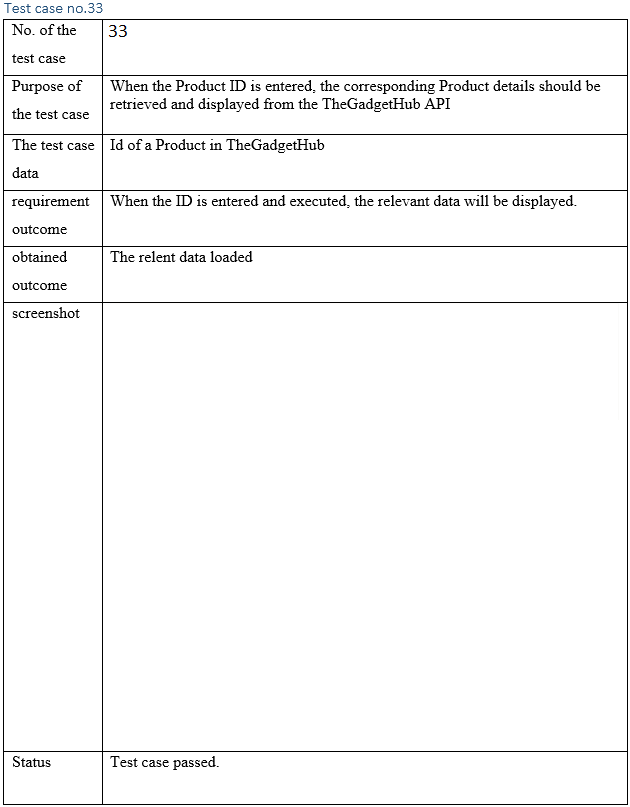 Test case no.33
No. of the
test case
33
Purpose of
the test case
When the Product ID is entered, the corresponding Product details should be
retrieved and displayed from the TheGadgetHub API
The test case
data
Id of a Product in TheGadgetHub
requirement
outcome
When the ID is entered and executed, the relevant data will be displayed.
obtained
outcome
The relent data loaded
screenshot
Status
Test case passed.